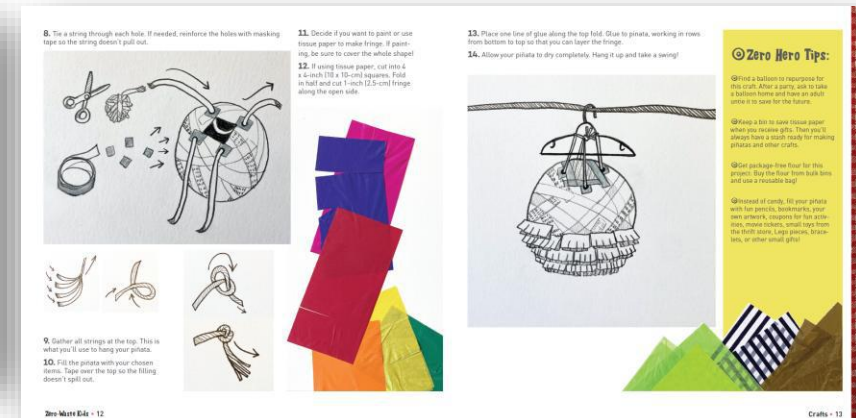 8. Tie a string through each hole. If needed, reinforce the holes with masking
tape so the string doesn't pull out.
9. Gather all strings at the top. This is
what you'll use to hang your piñata.
10. Fill the piñata with your chosen
items. Tape over the top so the filling
doesn't spill out.
11. Decide if you want to paint or use
tissue paper to make fringe. If paint-
ing, be sure to cover the whole shape!
12. If using tissue paper, cut into 4
x 4-inch (10 x 10-cm) squares. Fold
in half and cut 1-inch (2.5-cm) fringe
along the open side.
Zero-Waste Kids • 12
13. Place one line of glue along the top fold. Glue to pinata, working in rows
from bottom to top so that you can layer the fringe.
14. Allow your piñata to dry completely. Hang it up and take a swing!
Zero Hero Tips:
Find a balloon to repurpose for
this craft. After a party, ask to take
a balloon home and have an adult
untie it to save for the future.
Keep a bin to save tissue paper
when you receive gifts. Then you'll
always have a stash ready for making
piñatas and other crafts.
Get package-free flour for this
project. Buy the flour from bulk bins
and use a reusable bag!
Instead of candy, fill your piñata
with fun pencils, bookmarks, your
own artwork, coupons for fun activ-
ities, movie tickets, small toys from
the thrift store, Lego pieces, brace-
lets, or other small gifts!
Crafts • 13